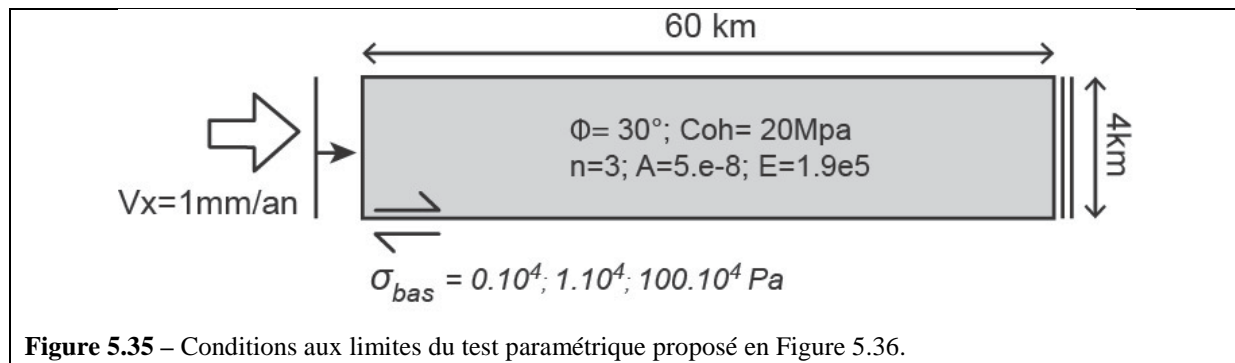 60 km
Φ= 30°; Coh= 20Mpa
n=3; A=5.e-8; E=1.9e5
4km
Vx=1mm/an
σbas = 0.10⁴; 1.10⁴; 100.10⁴ Pa
Figure 5.35 – Conditions aux limites du test paramétrique proposé en Figure 5.36.